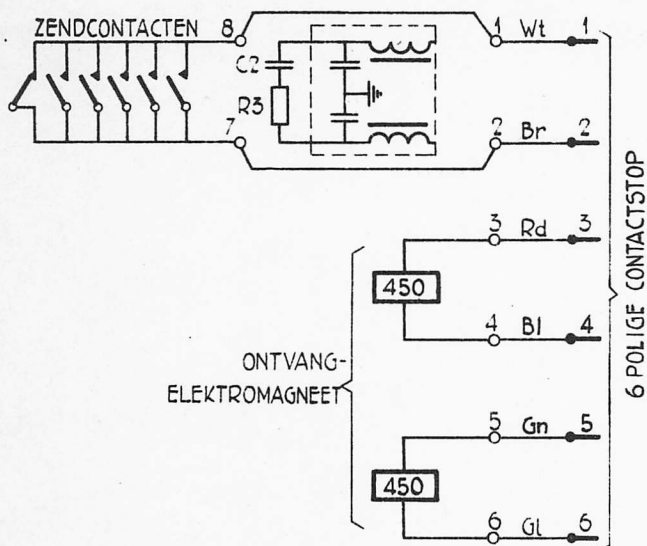 ZENDCONTACTEN 8 1 Wt 1
C2
R3
7 2 Br 2
3 Rd 3
450
4 Bl 4
ONTVANG-
ELEKTROMAGNEET
5 Gn 5
450
6 Gl 6
6 POLIGE CONTACTSTOP